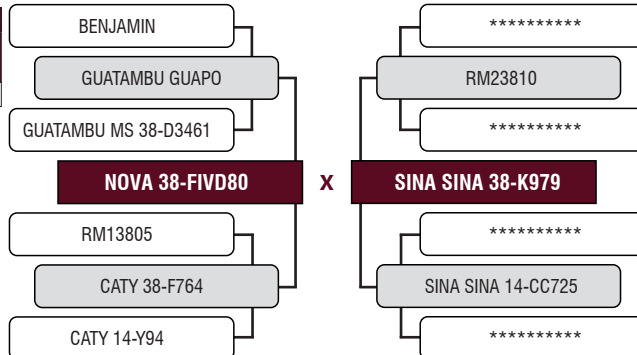 BENJAMIN
**********
GUATAMBU GUAPO
RM23810
GUATAMBU MS 38-D3461
**********
NOVA 38-FIVD80 X SINA SINA 38-K979
RM13805
**********
CATY 38-F764
SINA SINA 14-CC725
CATY 14-Y94
**********